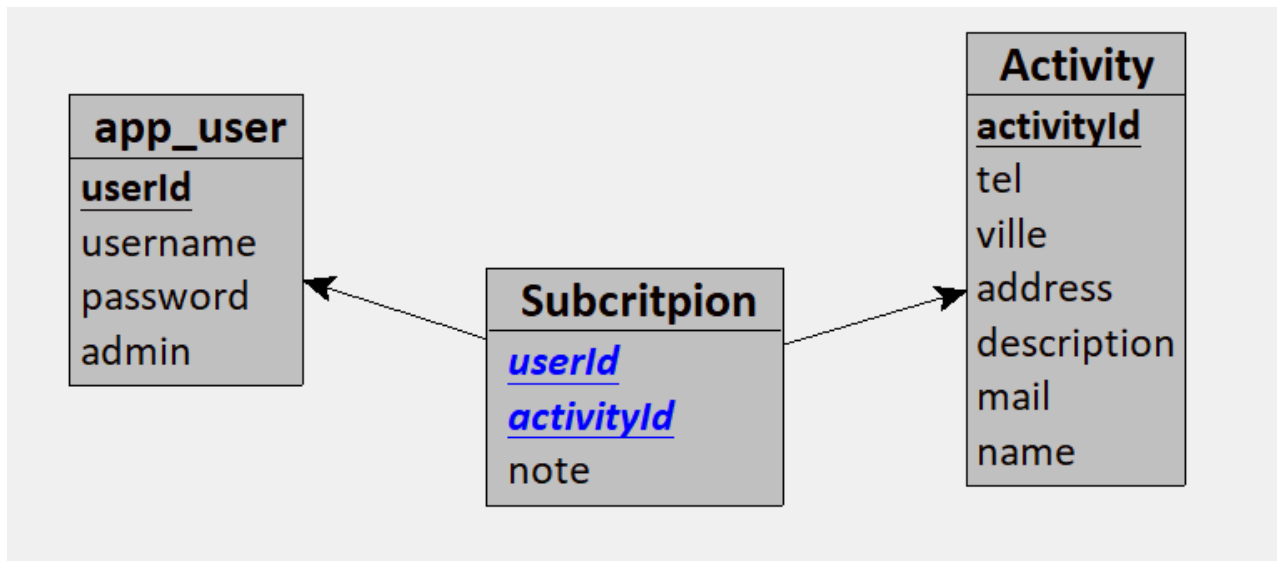 app_user
userId
username
password
admin
Subcritpion
userId
activityId
note
Activity
activityId
tel
ville
address
description
mail
name